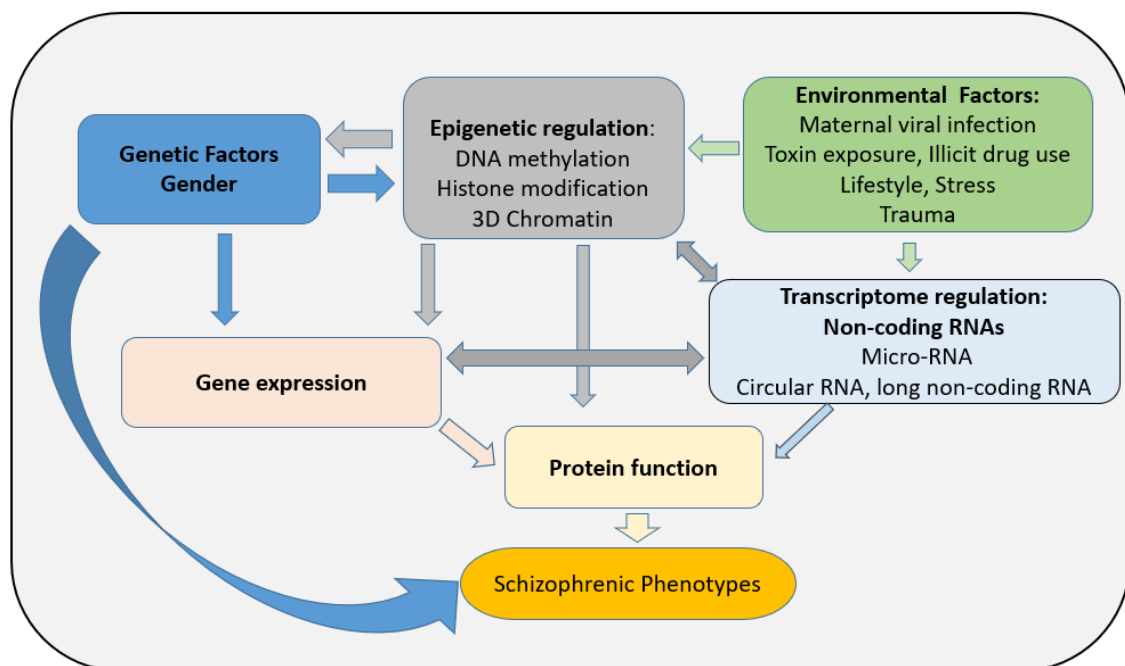 Genetic Factors
Gender
Epigenetic regulation:
DNA methylation
Histone modification
3D Chromatin
Environmental  Factors:
Maternal viral infection
Toxin exposure, Illicit drug use
Lifestyle, Stress
Trauma
Transcriptome regulation:
Non-coding RNAs
Micro-RNA
Circular RNA, long non-coding RNA
Gene expression
Protein function
Schizophrenic Phenotypes